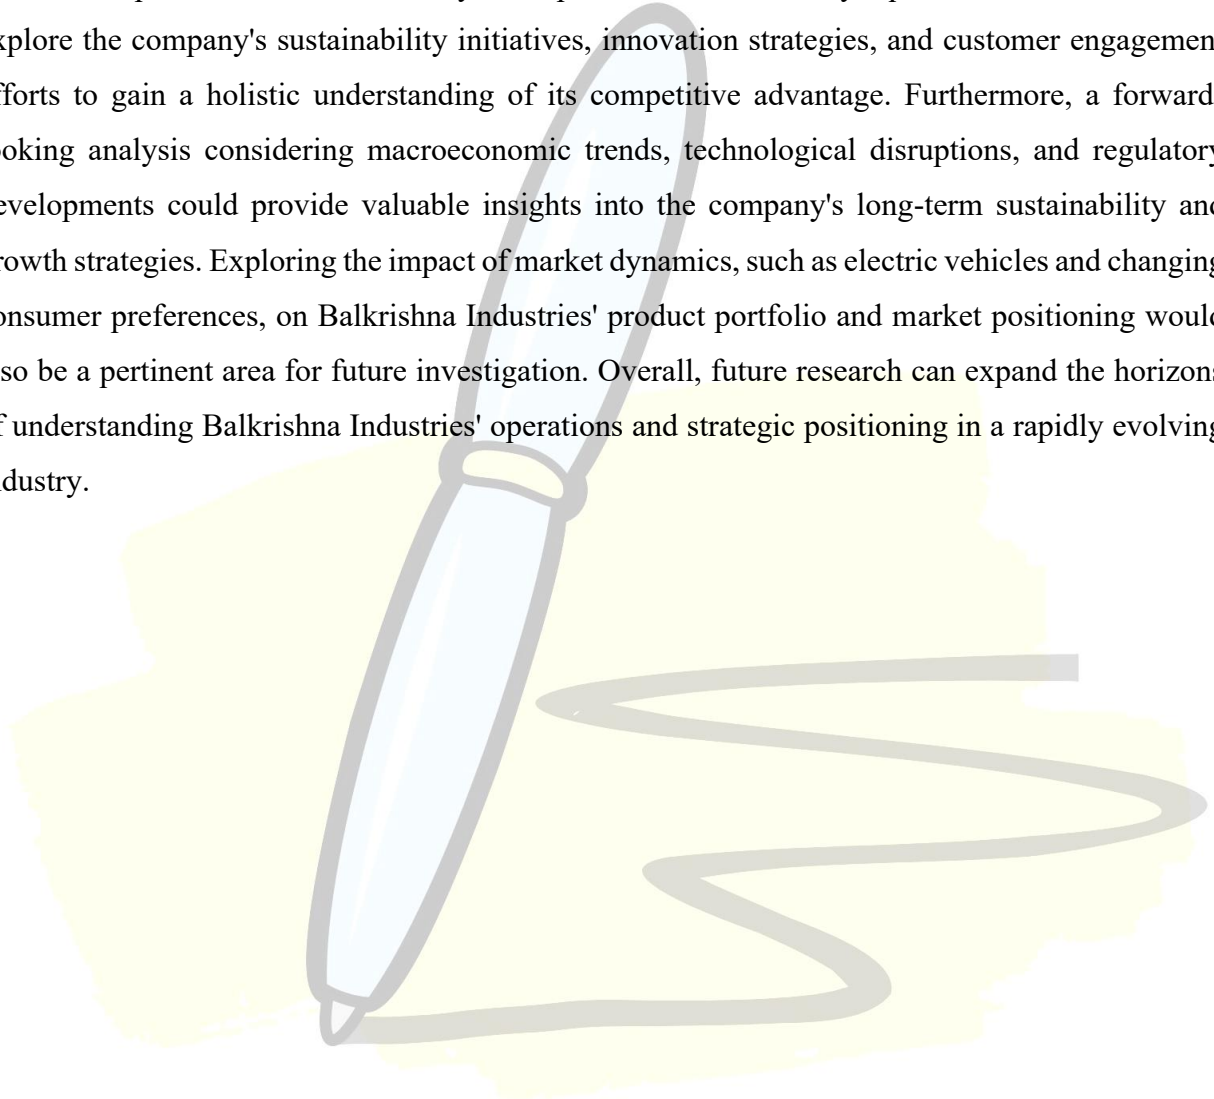 xplore the company's sustainability initiatives, innovation strategies, and customer engagemen
fforts to gain a holistic understanding of its competitive advantage. Furthermore, a forward
ooking analysis considering macroeconomic trends, technological disruptions, and regulatory
evelopments could provide valuable insights into the company's long-term sustainability and
rowth strategies. Exploring the impact of market dynamics, such as electric vehicles and changing
onsumer preferences, on Balkrishna Industries' product portfolio and market positioning would
so be a pertinent area for future investigation. Overall, future research can expand the horizons
f understanding Balkrishna Industries' operations and strategic positioning in a rapidly evolving
dustry.